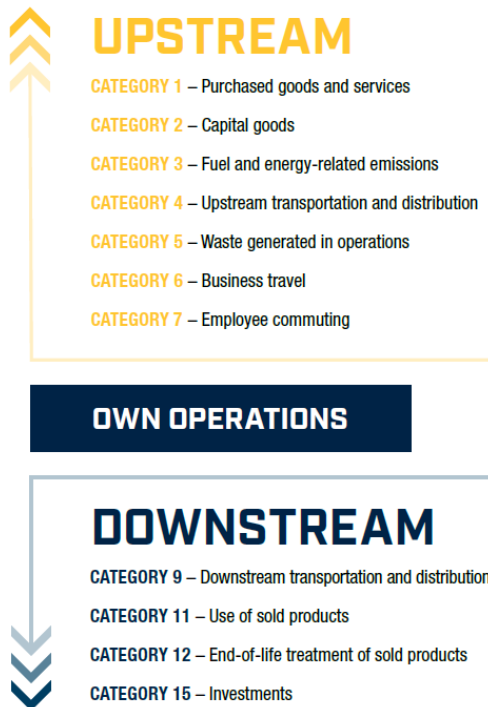 UPSTREAM
CATEGORY 1 – Purchased goods and services
CATEGORY 2 – Capital goods
CATEGORY 3 – Fuel and energy-related emissions
CATEGORY 4 – Upstream transportation and distribution
CATEGORY 5 – Waste generated in operations
CATEGORY 6 – Business travel
CATEGORY 7 – Employee commuting
OWN OPERATIONS
DOWNSTREAM
CATEGORY 9 – Downstream transportation and distribution
CATEGORY 11 – Use of sold products
CATEGORY 12 – End-of-life treatment of sold products
CATEGORY 15 – Investments